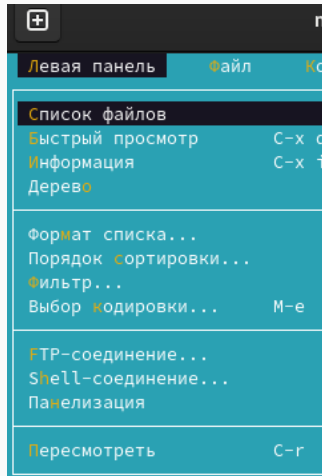 Левая панель Файл
Список файлов
Быстрый просмотр C-x
Информация C-x i
Дерево
Формат списка...
Порядок сортировки...
Фильтр...
Выбор кодировки... M-e
FTP-соединение...
Shell-соединение...
Панелизация
Пересмотреть C-r